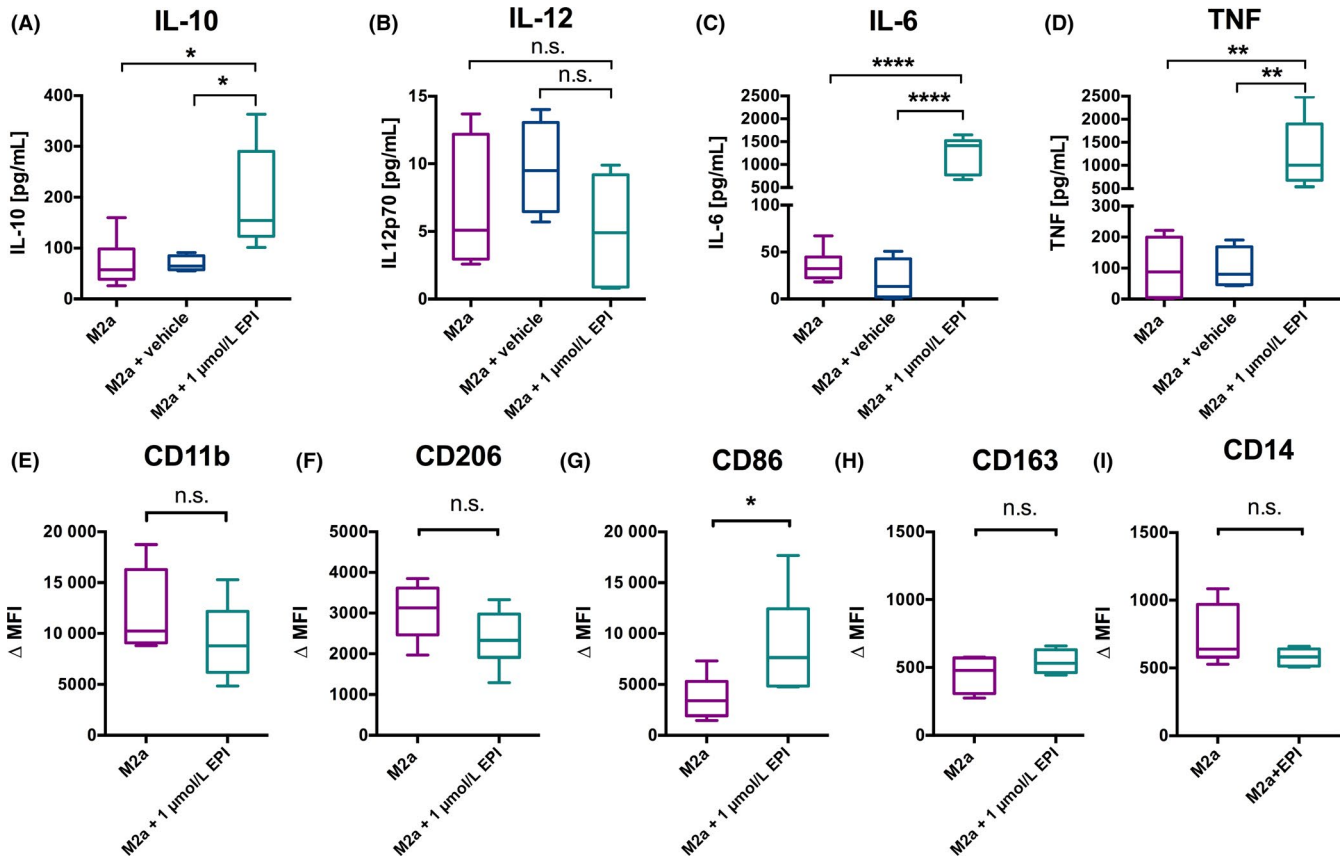 (A) IL-10
* 
*
IL-10 [pg/mL]
400
300
200
100
0
M2a
M2a + vehicle
M2a + 1 µmol/L EPI
(B) IL-12
n.s.
n.s.
IL12p70 [pg/mL]
15
10
5
0
M2a
M2a + vehicle
M2a + 1 µmol/L EPI
(C) IL-6
****
****
IL-6 [pg/mL]
2500
2000
1500
1000
500
100
50
0
M2a
M2a + vehicle
M2a + 1 µmol/L EPI
(D) TNF
**
**
TNF [pg/mL]
2500
2000
1500
1000
500
300
200
100
0
M2a
M2a + vehicle
M2a + 1 µmol/L EPI
(E) CD11b
n.s.
Δ MFI
20 000
15 000
10 000
5000
0
M2a
M2a + 1 µmol/L EPI
(F) CD206
n.s.
Δ MFI
5000
4000
3000
2000
1000
0
M2a
M2a + 1 µmol/L EPI
(G) CD86
*
Δ MFI
20 000
15 000
10 000
5000
0
M2a
M2a + 1 µmol/L EPI
(H) CD163
n.s.
Δ MFI
1500
1000
500
0
M2a
M2a + 1 µmol/L EPI
(I) CD14
n.s.
Δ MFI
1500
1000
500
0
M2a
M2a+EPI